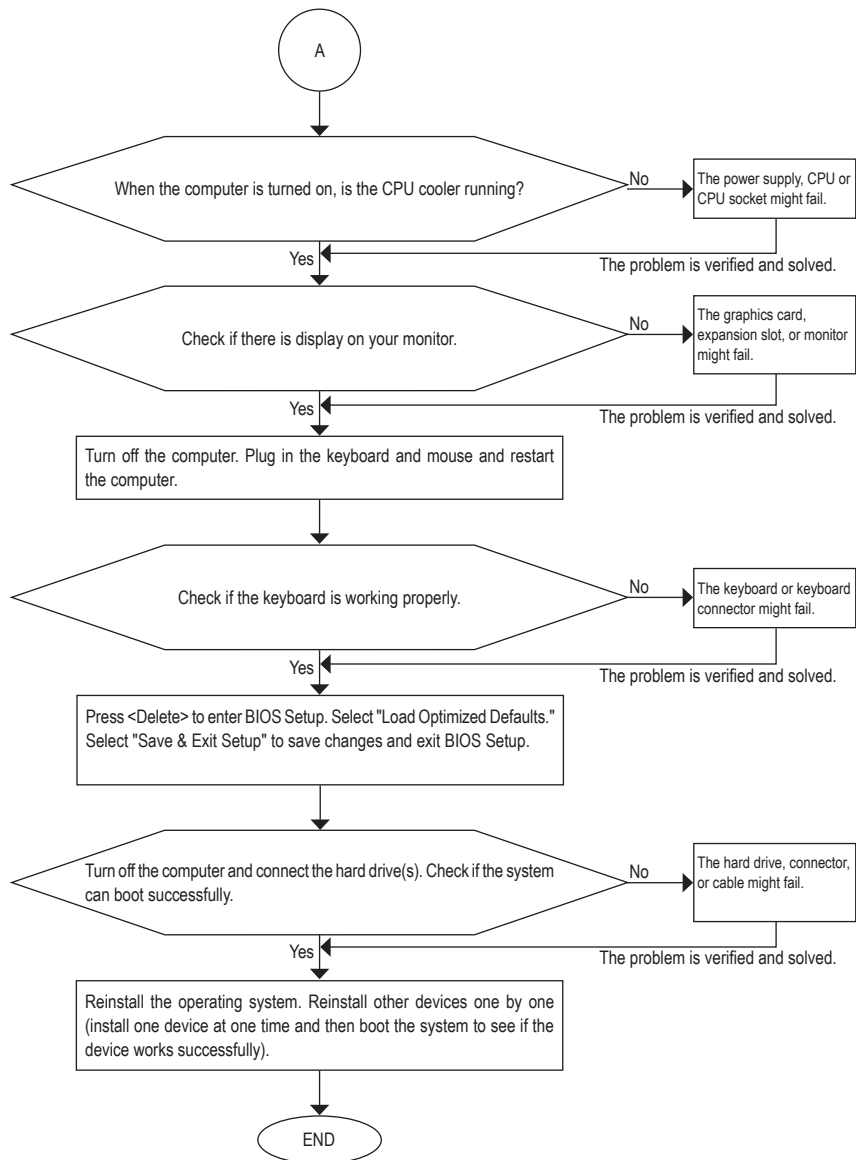 A
When the computer is turned on, is the CPU cooler running?
No
The power supply, CPU or
CPU socket might fail.
Yes
The problem is verified and solved.
Check if there is display on your monitor.
No
The graphics card,
expansion slot, or monitor
might fail.
Yes
The problem is verified and solved.
Turn off the computer. Plug in the keyboard and mouse and restart
the computer.
Check if the keyboard is working properly.
No
The keyboard or keyboard
connector might fail.
Yes
The problem is verified and solved.
Press <Delete> to enter BIOS Setup. Select "Load Optimized Defaults."
Select "Save & Exit Setup" to save changes and exit BIOS Setup.
Turn off the computer and connect the hard drive(s). Check if the system
can boot successfully.
No
The hard drive, connector,
or cable might fail.
Yes
The problem is verified and solved.
Reinstall the operating system. Reinstall other devices one by one
(install one device at one time and then boot the system to see if the
device works successfully).
END